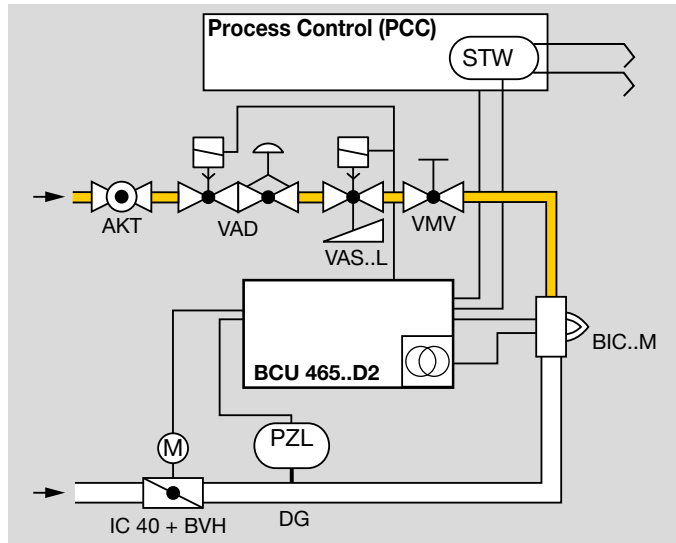 Process Control (PCC)
STW
AKT
VAD
VAS..L
VMV
BCU 465..D2
BIC..M
M
PZL
IC 40 + BVH
DG